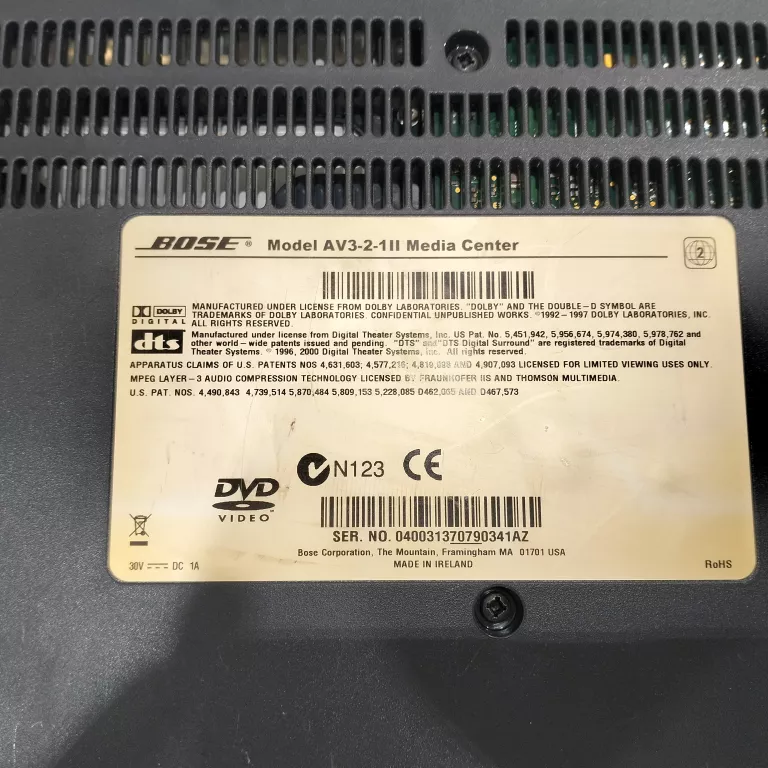 BOSE ® Model AV3-2-1II Media Center
2
DOLBY
DIGITAL
MANUFACTURED UNDER LICENSE FROM DOLBY LABORATORIES. "DOLBY" AND THE DOUBLE-D SYMBOL ARE
TRADEMARKS OF DOLBY LABORATORIES. CONFIDENTIAL UNPUBLISHED WORKS. ©1992-1997 DOLBY LABORATORIES, INC.
ALL RIGHTS RESERVED.
dts
Manufactured under license from Digital Theater Systems, Inc. US Pat. No. 5,451,942, 5,956,674, 5,974,380, 5,978,762 and
other world-wide patents issued and pending. "DTS" and "DTS Digital Surround" are registered trademarks of Digital
Theater Systems. © 1996, 2000 Digital Theater Systems, Inc. All rights reserved.
APPARATUS CLAIMS OF U.S. PATENTS NOS 4,631,603; 4,577,216; 4,819,098 AND 4,907,093 LICENSED FOR LIMITED VIEWING USES ONLY.
MPEG LAYER-3 AUDIO COMPRESSION TECHNOLOGY LICENSED BY FRAUNHOFER IIS AND THOMSON MULTIMEDIA.
U.S. PAT. NOS. 4,490,843 4,739,514 5,870,484 5,809,153 5,228,085 D462,055 AND D467,573
N123 CE
DVD
VIDEO
SER. NO. 040031370790341AZ
Bose Corporation, The Mountain, Framingham MA 01701 USA
30V DC 1A
MADE IN IRELAND
RoHS